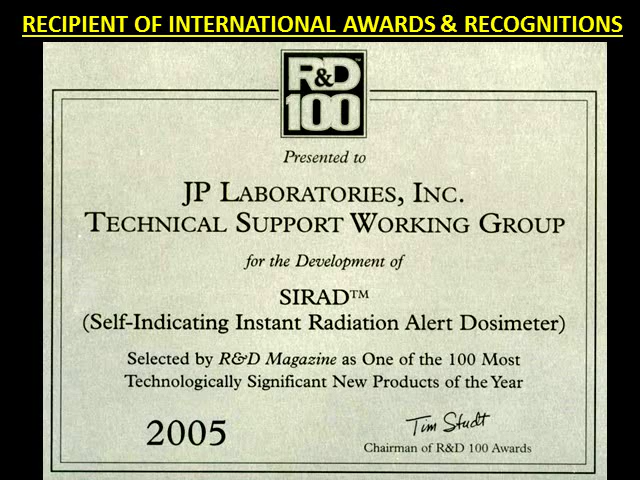 RECIPIENT OF INTERNATIONAL AWARDS & RECOGNITIONS
R&D™
100
Presented to
JP LABORATORIES, INC.
TECHNICAL SUPPORT WORKING GROUP
for the Development of
SIRAD™
(Self-Indicating Instant Radiation Alert Dosimeter)
Selected by R&D Magazine as One of the 100 Most
Technologically Significant New Products of the Year
2005
Tim Studt
Chairman of R&D 100 Awards